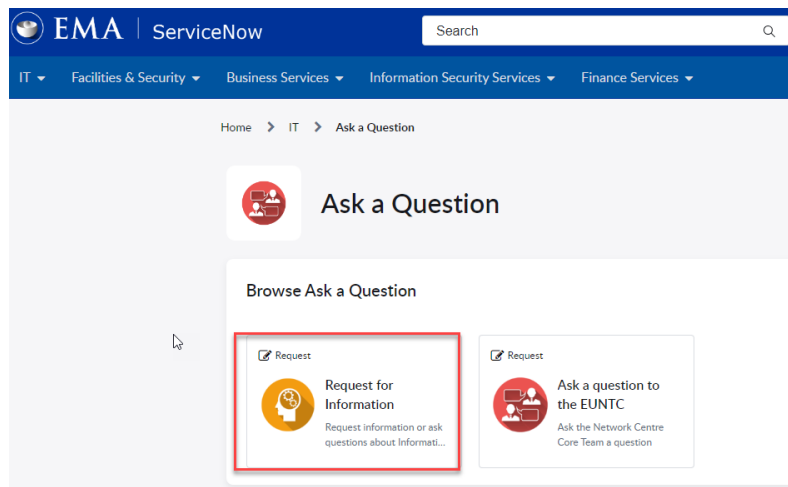 EMA | ServiceNow
Search
IT Facilities & Security Business Services Information Security Services Finance Services
Home > IT > Ask a Question
Ask a Question
Browse Ask a Question
Request
Request for
Information
Request information or ask
questions about Informati...
Request
Ask a question to
the EUNTC
Ask the Network Centre
Core Team a question